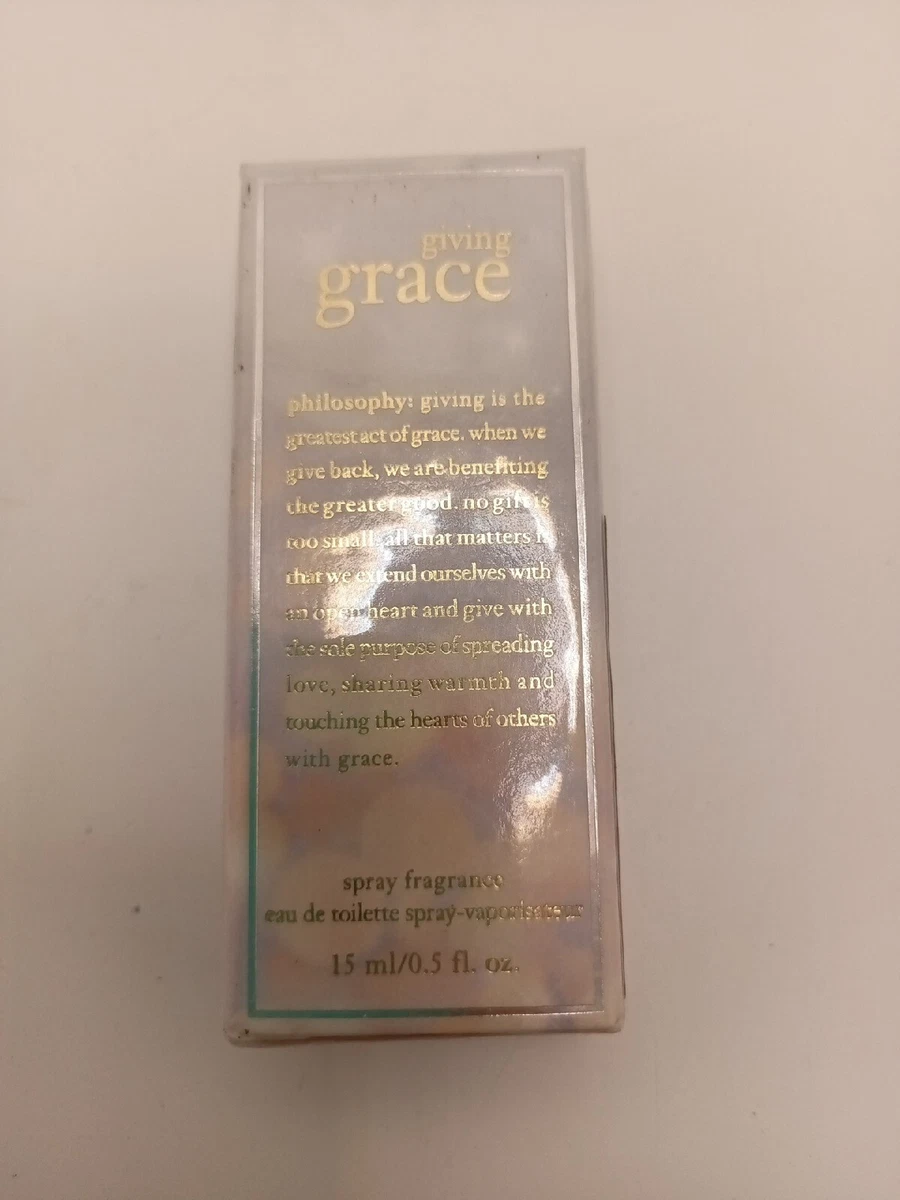 giving
grace
philosophy: giving is the
greatest act of grace. when we
give back, we are benefiting
the greater good. no gift is
too small. all that matters is
that we extend ourselves with
an open heart and give with
the sole purpose of spreading
love, sharing warmth and
touching the hearts of others
with grace.
spray fragrance
eau de toilette spray-vaporisateur
15 ml/0.5 fl. oz.